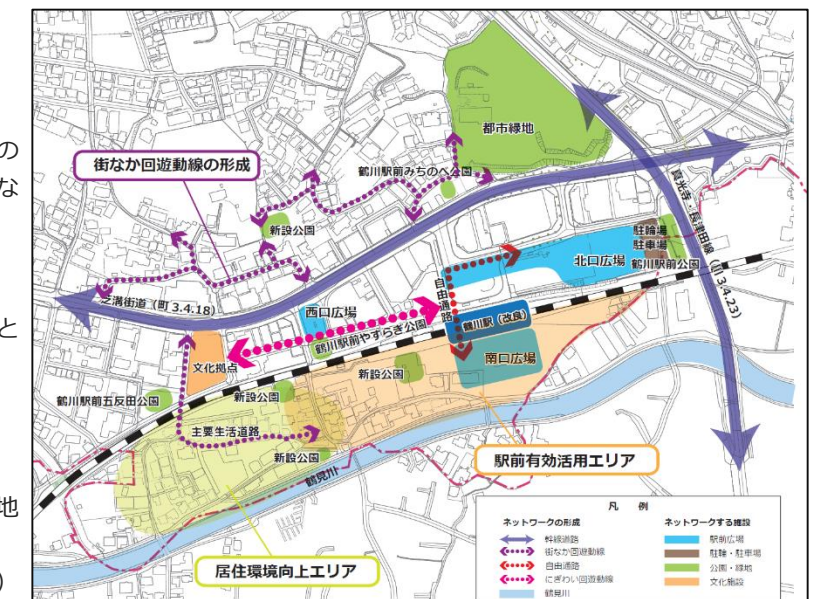 の
な
と
地
）
都市緑地
街なか回遊動線の形成
鶴川駅前みちのべ公園
新設公園
真光寺・長津田線（川 3.4.23）
駐輪場
駐車場
北口広場
鶴川駅前公園
自由通路
芝溝街道（町 3.4.18）
西口広場
鶴川駅前やすらぎ公園
鶴川駅（改良）
南口広場
文化拠点
新設公園
鶴川駅前五反田公園
新設公園
主要生活道路
新設公園
駅前有効活用エリア
鶴見川
居住環境向上エリア
凡 例
ネットワークの形成
幹線道路
街なか回遊動線
自由通路
にぎわい回遊動線
鶴見川
ネットワークする施設
駅前広場
駐輪・駐車場
公園・緑地
文化施設